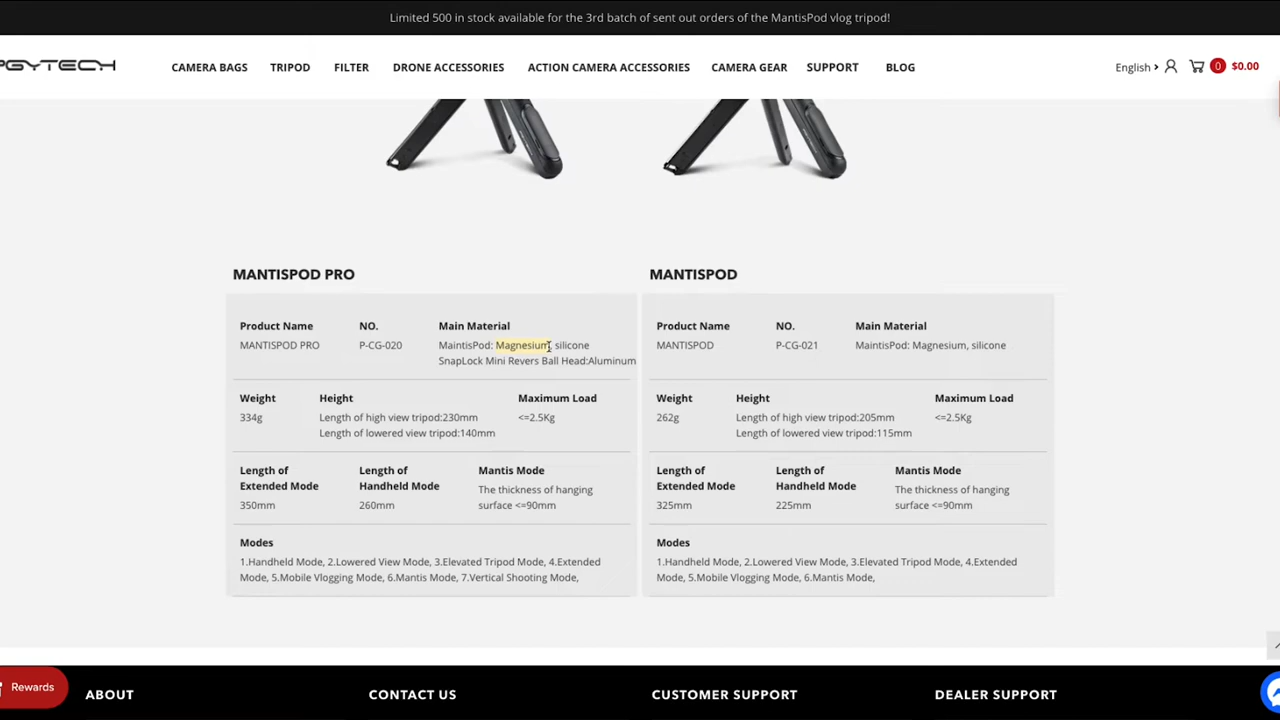 Limited 500 in stock available for the 3rd batch of sent out orders of the MantisPod vlog tripod!
PGYTECH
CAMERA BAGS TRIPOD FILTER DRONE ACCESSORIES ACTION CAMERA ACCESSORIES CAMERA GEAR SUPPORT BLOG
English 0 $0.00
MANTISPOD PRO
Product Name NO. Main Material
MANTISPOD PRO P-CG-020 MaintisPod: Magnesium, silicone
SnapLock Mini Revers Ball Head:Aluminum
Weight Height Maximum Load
334g Length of high view tripod:230mm <=2.5Kg
Length of lowered view tripod:140mm
Length of Length of Mantis Mode
Extended Mode Handheld Mode The thickness of hanging
350mm 260mm surface <=90mm
Modes
1.Handheld Mode, 2.Lowered View Mode, 3.Elevated Tripod Mode, 4.Extended
Mode, 5.Mobile Vlogging Mode, 6.Mantis Mode, 7.Vertical Shooting Mode,
MANTISPOD
Product Name NO. Main Material
MANTISPOD P-CG-021 MaintisPod: Magnesium, silicone
Weight Height Maximum Load
262g Length of high view tripod:205mm <=2.5Kg
Length of lowered view tripod:115mm
Length of Length of Mantis Mode
Extended Mode Handheld Mode The thickness of hanging
325mm 225mm surface <=90mm
Modes
1.Handheld Mode, 2.Lowered View Mode, 3.Elevated Tripod Mode, 4.Extended
Mode, 5.Mobile Vlogging Mode, 6.Mantis Mode,
Rewards
ABOUT CONTACT US CUSTOMER SUPPORT DEALER SUPPORT